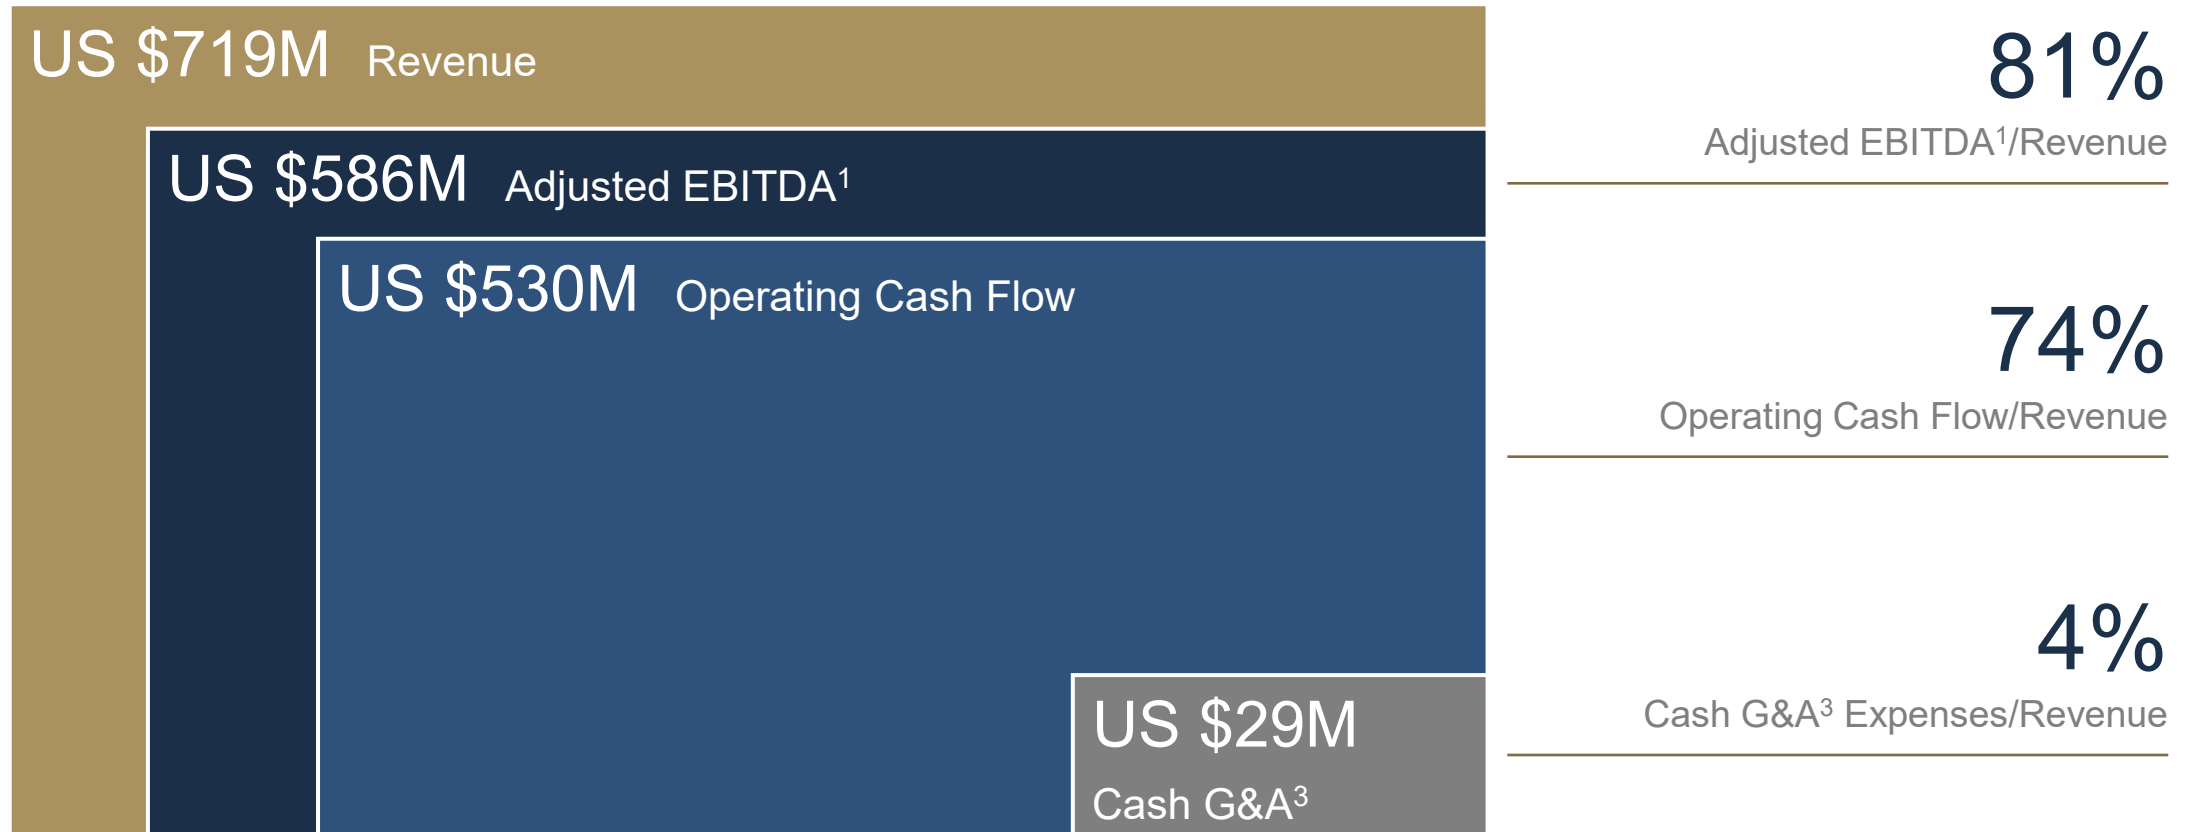 US $719M Revenue
US $586M Adjusted EBITDA¹
US $530M Operating Cash Flow
US $29M
Cash G&A³
81%
Adjusted EBITDA¹/Revenue
74%
Operating Cash Flow/Revenue
4%
Cash G&A³ Expenses/Revenue